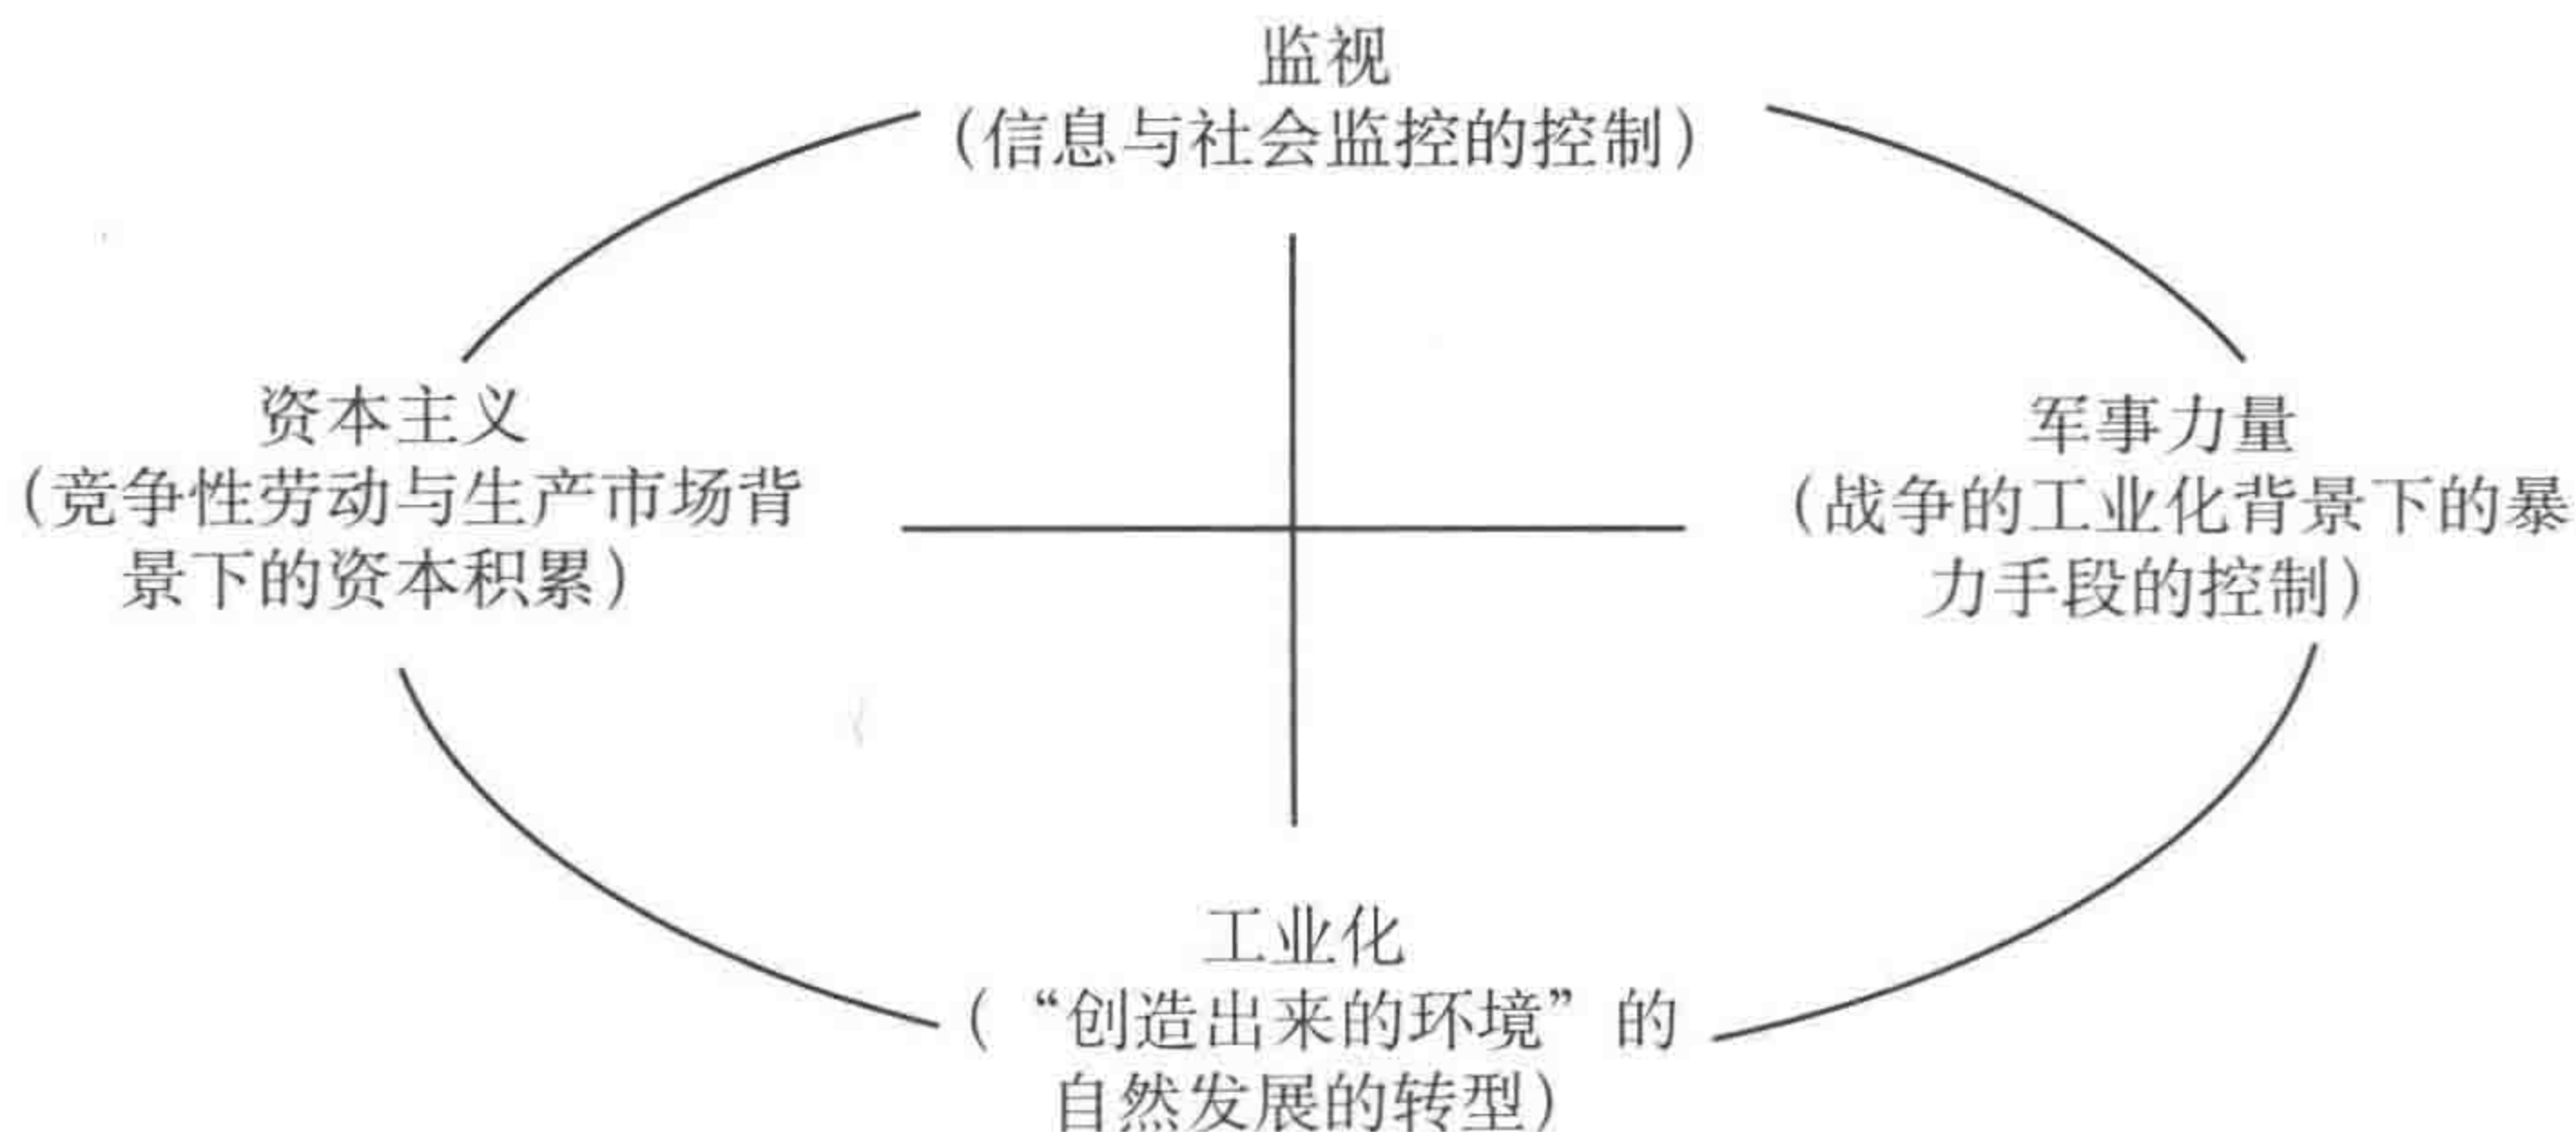 监视
(信息与社会监控的控制)
资本主义
(竞争性劳动与生产市场背
景下的资本积累)
军事力量
(战争的工业化背景下的暴
力手段的控制)
工业化
(“创造出来的环境”的
自然发展的转型)